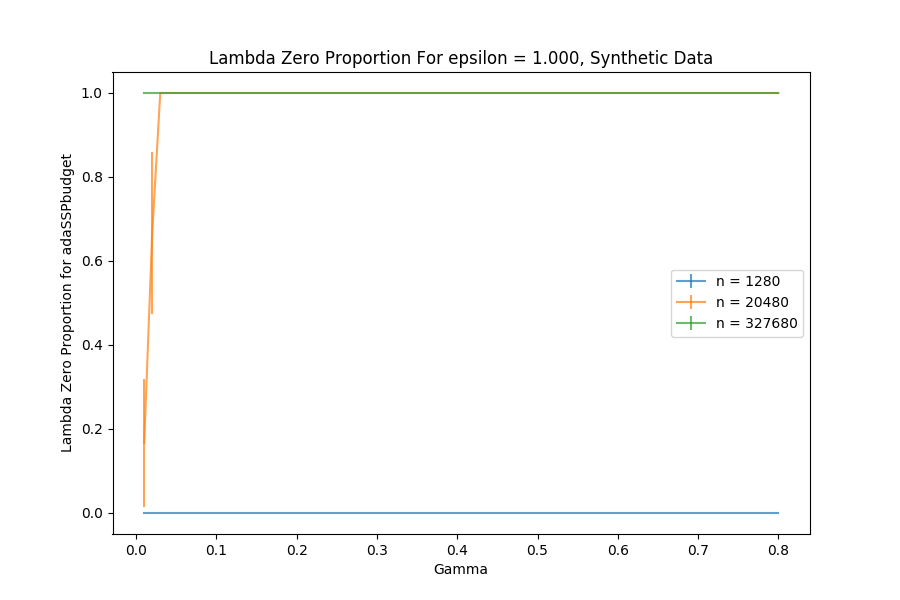 Lambda Zero Proportion For epsilon = 1.000, Synthetic Data
Lambda Zero Proportion for adaSSPbudget
1.0
0.8
0.6
0.4
0.2
0.0
n = 1280
n = 20480
n = 327680
0.0 0.1 0.2 0.3 0.4 0.5 0.6 0.7 0.8
Gamma